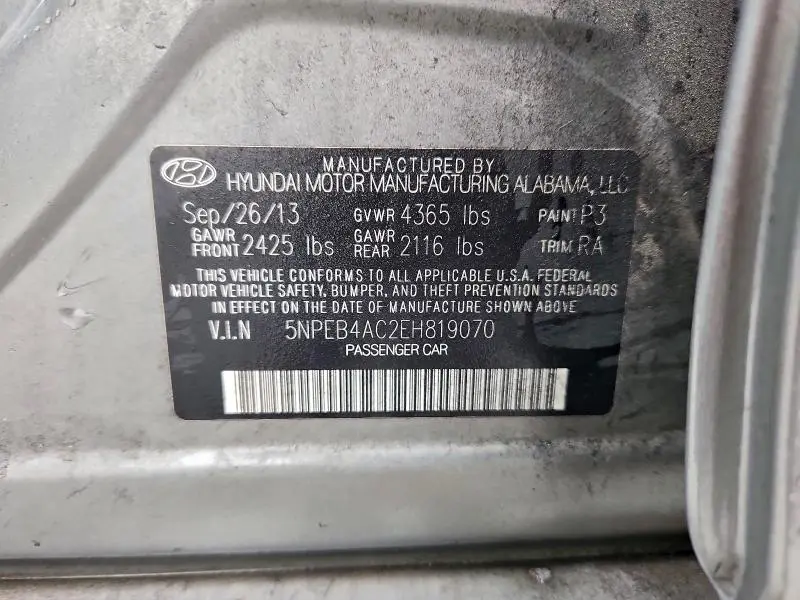 MANUFACTURED BY
HYUNDAI MOTOR MANUFACTURING ALABAMA, LLC
Sep/26/13 GVWR 4365 lbs PAINT P3
GAWR FRONT 2425 lbs GAWR REAR 2116 lbs TRIM RA
THIS VEHICLE CONFORMS TO ALL APPLICABLE U.S.A. FEDERAL
MOTOR VEHICLE SAFETY, BUMPER, AND THEFT PREVENTION STANDARDS
IN EFFECT ON THE DATE OF MANUFACTURE SHOWN ABOVE
V.I.N 5NPEB4AC2EH819070
PASSENGER CAR